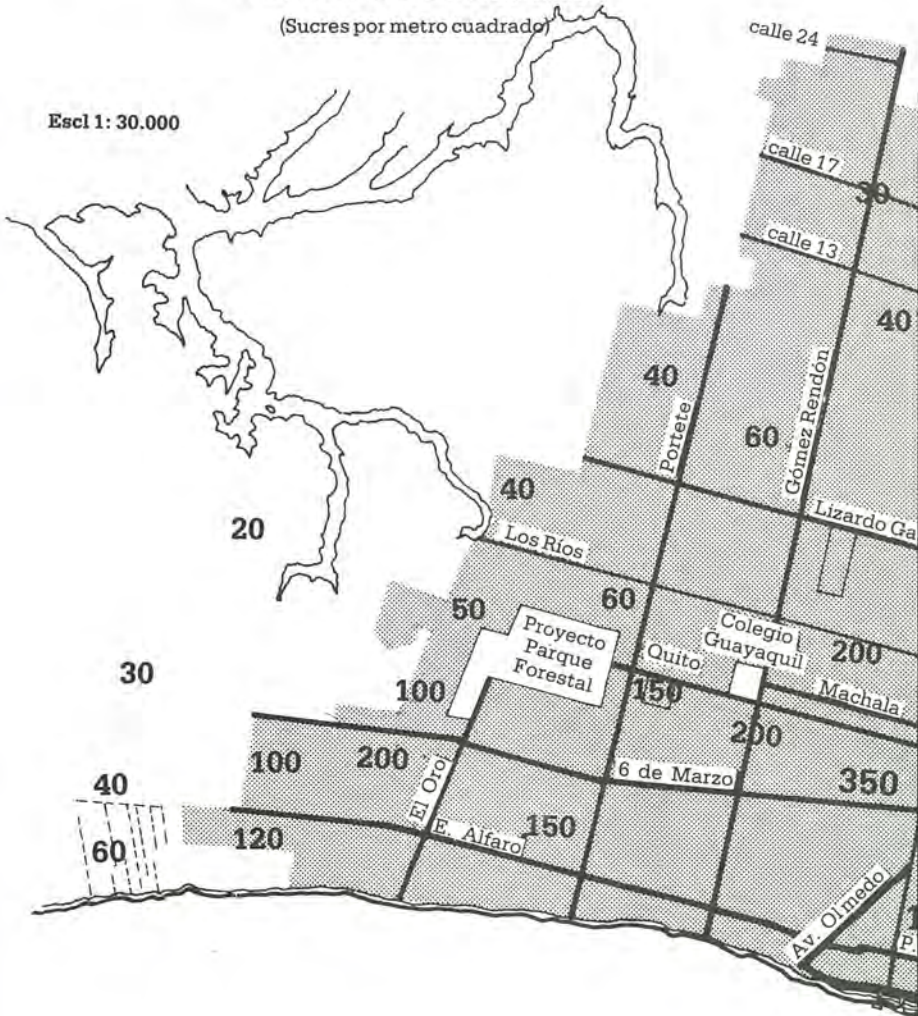 (Sucres por metro cuadrado)
calle 24
Escl 1: 30.000
calle 17
30
calle 13
40
40
Portete
60
Gómez Rendón
40
Lizardo Ga
20
Los Ríos
50
60
Colegio
Guayaquil
Proyecto
Parque
Forestal
200
Quito
30
100
150
Machala
200
100
200
El Oro
6 de Marzo
350
40
60
120
E. Alfaro
150
Av. Olmedo
P.